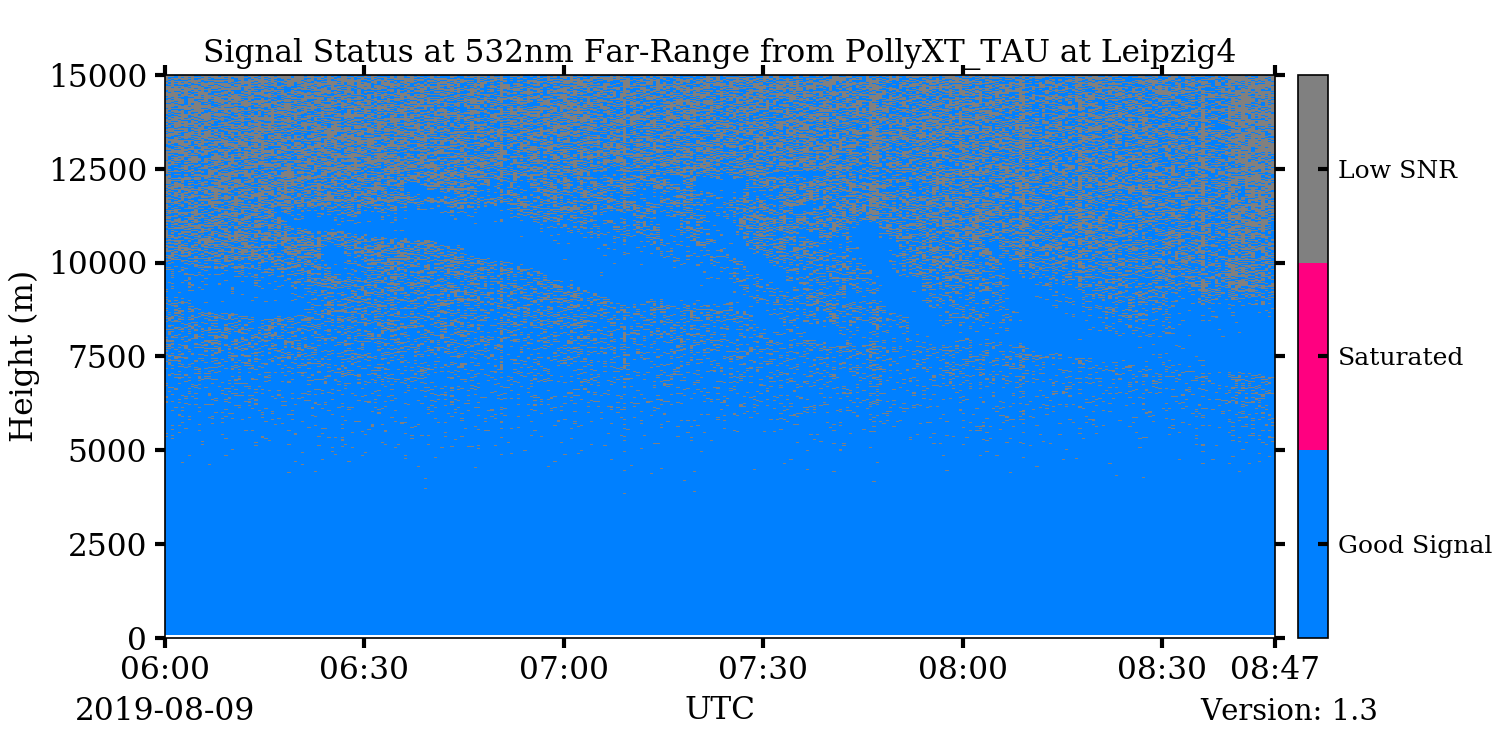 Signal Status at 532nm Far-Range from PollyXT_TAU at Leipzig4
15000
12500
10000
7500
5000
2500
0
Height (m)
Low SNR
Saturated
Good Signal
06:00 06:30 07:00 07:30 08:00 08:30 08:47
2019-08-09 UTC Version: 1.3